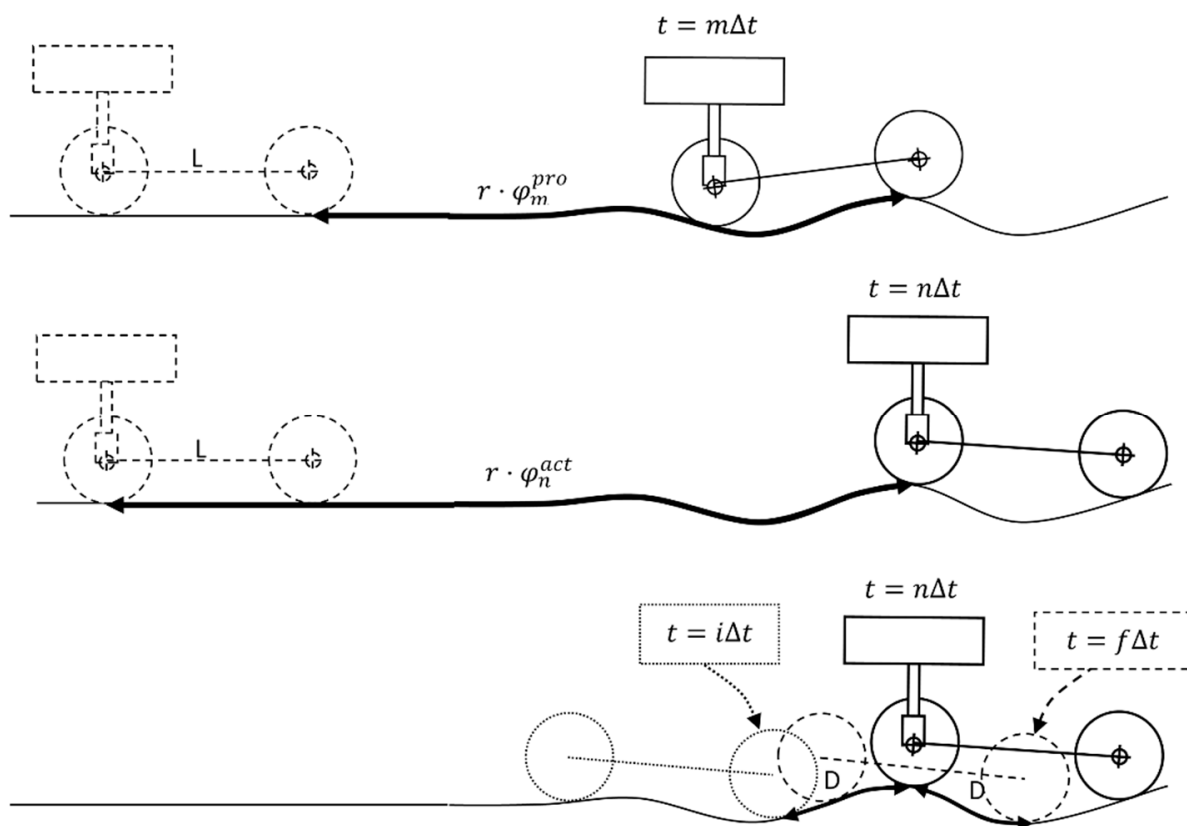 t = mΔt
L
r · φ_m^{pro}
t = nΔt
L
r · φ_n^{act}
t = nΔt
t = iΔt
t = fΔt
D
D